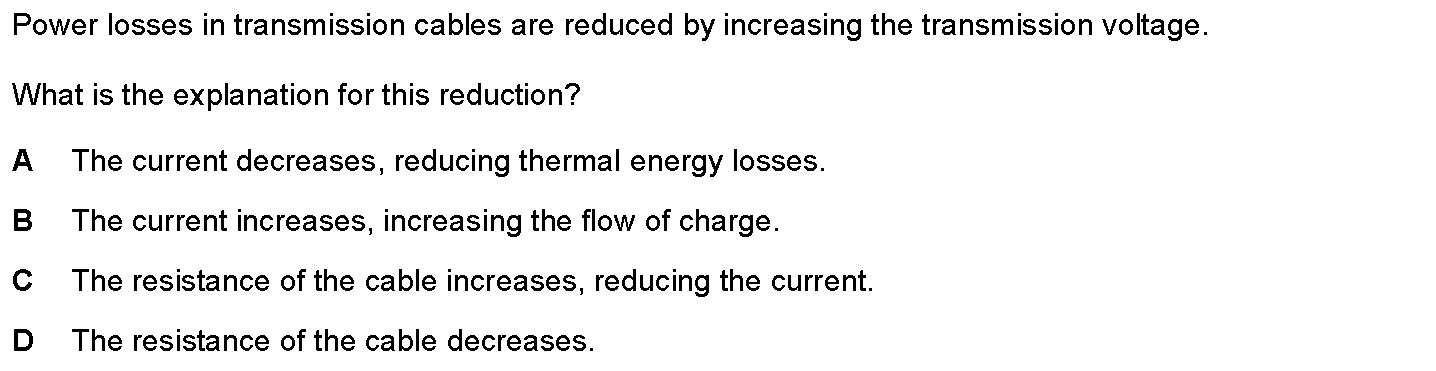 Power losses in transmission cables are reduced by increasing the transmission voltage.
What is the explanation for this reduction?
A The current decreases, reducing thermal energy losses.
B The current increases, increasing the flow of charge.
C The resistance of the cable increases, reducing the current.
D The resistance of the cable decreases.